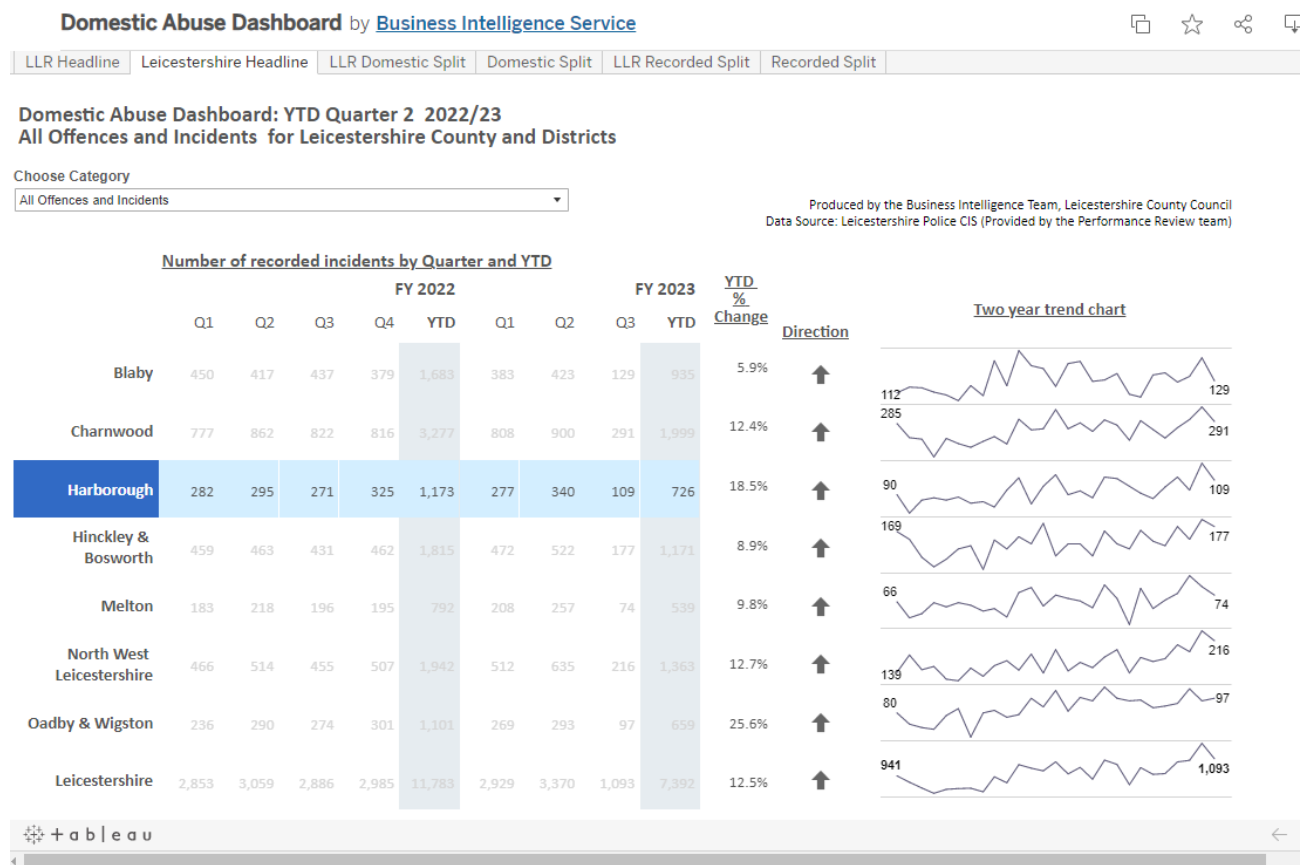 Domestic Abuse Dashboard by Business Intelligence Service
LLR Headline Leicestershire Headline LLR Domestic Split Domestic Split LLR Recorded Split Recorded Split
Domestic Abuse Dashboard: YTD Quarter 2 2022/23
All Offences and Incidents for Leicestershire County and Districts
Choose Category
All Offences and Incidents
Produced by the Business Intelligence Team, Leicestershire County Council
Data Source: Leicestershire Police CIS (Provided by the Performance Review team)
Number of recorded incidents by Quarter and YTD
FY 2022 FY 2023
YTD
%
Change
Direction
Two year trend chart
Q1 Q2 Q3 Q4 YTD Q1 Q2 Q3 YTD
Blaby 450 417 437 379 1,683 383 423 129 935 5.9% 112 129
Charnwood 777 862 822 816 3,277 808 900 291 1,999 12.4% 285 291
Harborough 282 295 271 325 1,173 277 340 109 726 18.5% 90 109
Hinckley &
Bosworth 459 463 431 462 1,815 472 522 177 1,171 8.9% 169 177
Melton 183 218 196 195 792 208 257 74 539 9.8% 66 74
North West
Leicestershire 466 514 455 507 1,942 512 635 216 1,363 12.7% 139 216
Oadby & Wigston 236 290 274 301 1,101 269 293 97 659 25.6% 80 97
Leicestershire 2,853 3,059 2,886 2,985 11,783 2,929 3,370 1,093 7,392 12.5% 941 1,093
+ a b l e a u